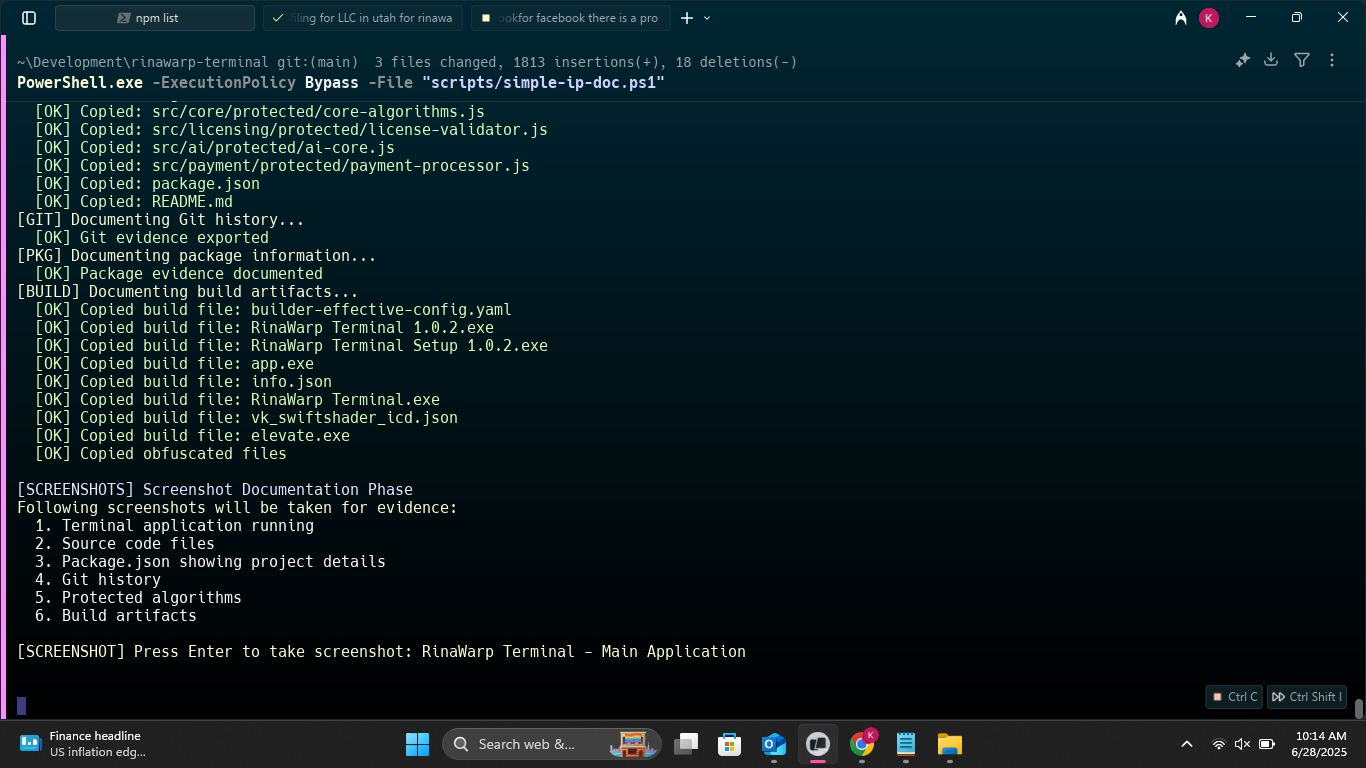 npm list
filing for LLC in utah for rinawa
ookfor facebook there is a pro
K
~\Development\rinawarp-terminal git:(main) 3 files changed, 1813 insertions(+), 18 deletions(-)
PowerShell.exe -ExecutionPolicy Bypass -File "scripts/simple-ip-doc.ps1"
[OK] Copied: src/core/protected/core-algorithms.js
[OK] Copied: src/licensing/protected/license-validator.js
[OK] Copied: src/ai/protected/ai-core.js
[OK] Copied: src/payment/protected/payment-processor.js
[OK] Copied: package.json
[OK] Copied: README.md
[GIT] Documenting Git history...
[OK] Git evidence exported
[PKG] Documenting package information...
[OK] Package evidence documented
[BUILD] Documenting build artifacts...
[OK] Copied build file: builder-effective-config.yaml
[OK] Copied build file: RinaWarp Terminal 1.0.2.exe
[OK] Copied build file: RinaWarp Terminal Setup 1.0.2.exe
[OK] Copied build file: app.exe
[OK] Copied build file: info.json
[OK] Copied build file: RinaWarp Terminal.exe
[OK] Copied build file: vk_swiftshader_icd.json
[OK] Copied build file: elevate.exe
[OK] Copied obfuscated files
[SCREENSHOTS] Screenshot Documentation Phase
Following screenshots will be taken for evidence:
1. Terminal application running
2. Source code files
3. Package.json showing project details
4. Git history
5. Protected algorithms
6. Build artifacts
[SCREENSHOT] Press Enter to take screenshot: RinaWarp Terminal - Main Application
Ctrl C
Ctrl Shift I
Finance headline
US inflation edg...
Search web &...
K
10:14 AM
6/28/2025